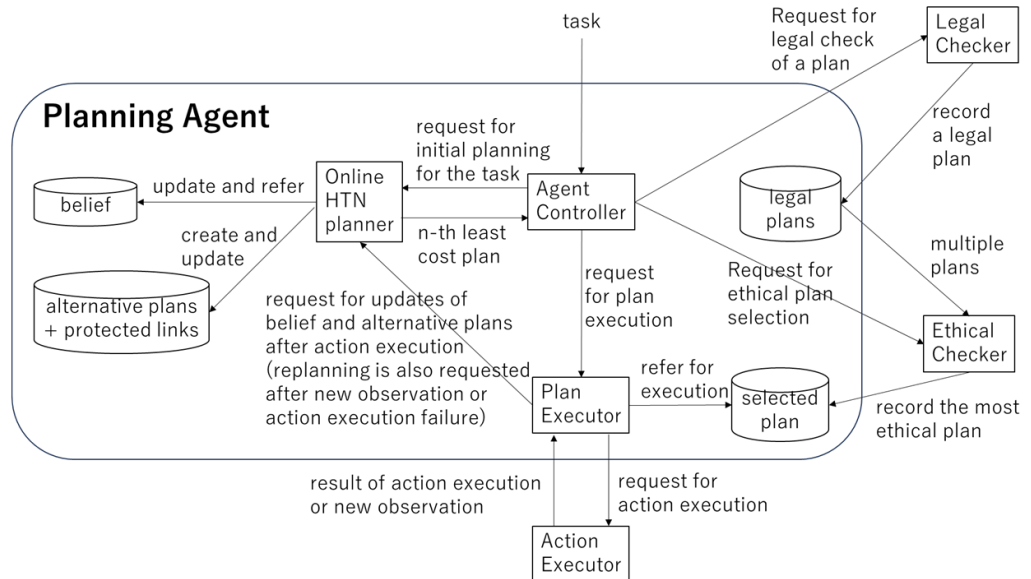 task
Request for
legal check
of a plan
Legal
Checker
Planning Agent
record
a legal
plan
request for
initial planning
for the task
Online
HTN
planner
Agent
Controller
belief
update and refer
legal
plans
n-th least
cost plan
create and
update
multiple
plans
alternative plans
+ protected links
request
for plan
execution
Request for
ethical plan
selection
request for updates of
belief and alternative plans
after action execution
(replanning is also requested
after new observation or
action execution failure)
Ethical
Checker
refer for
execution
Plan
Executor
selected
plan
record the most
ethical plan
result of action execution
or new observation
request for
action execution
Action
Executor